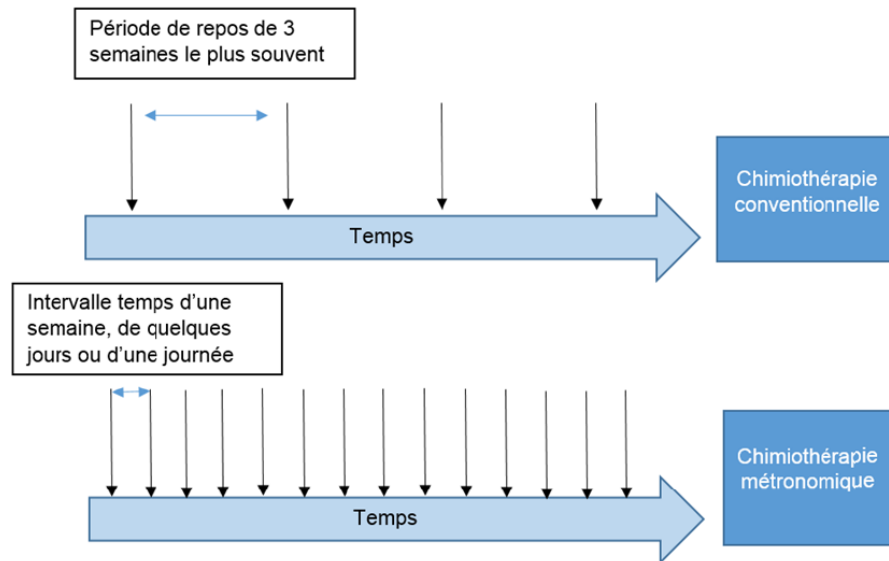 Période de repos de 3
semaines le plus souvent
Chimiothérapie
conventionnelle
Temps
Intervalle temps d’une
semaine, de quelques
jours ou d’une journée
Chimiothérapie
métronomique
Temps